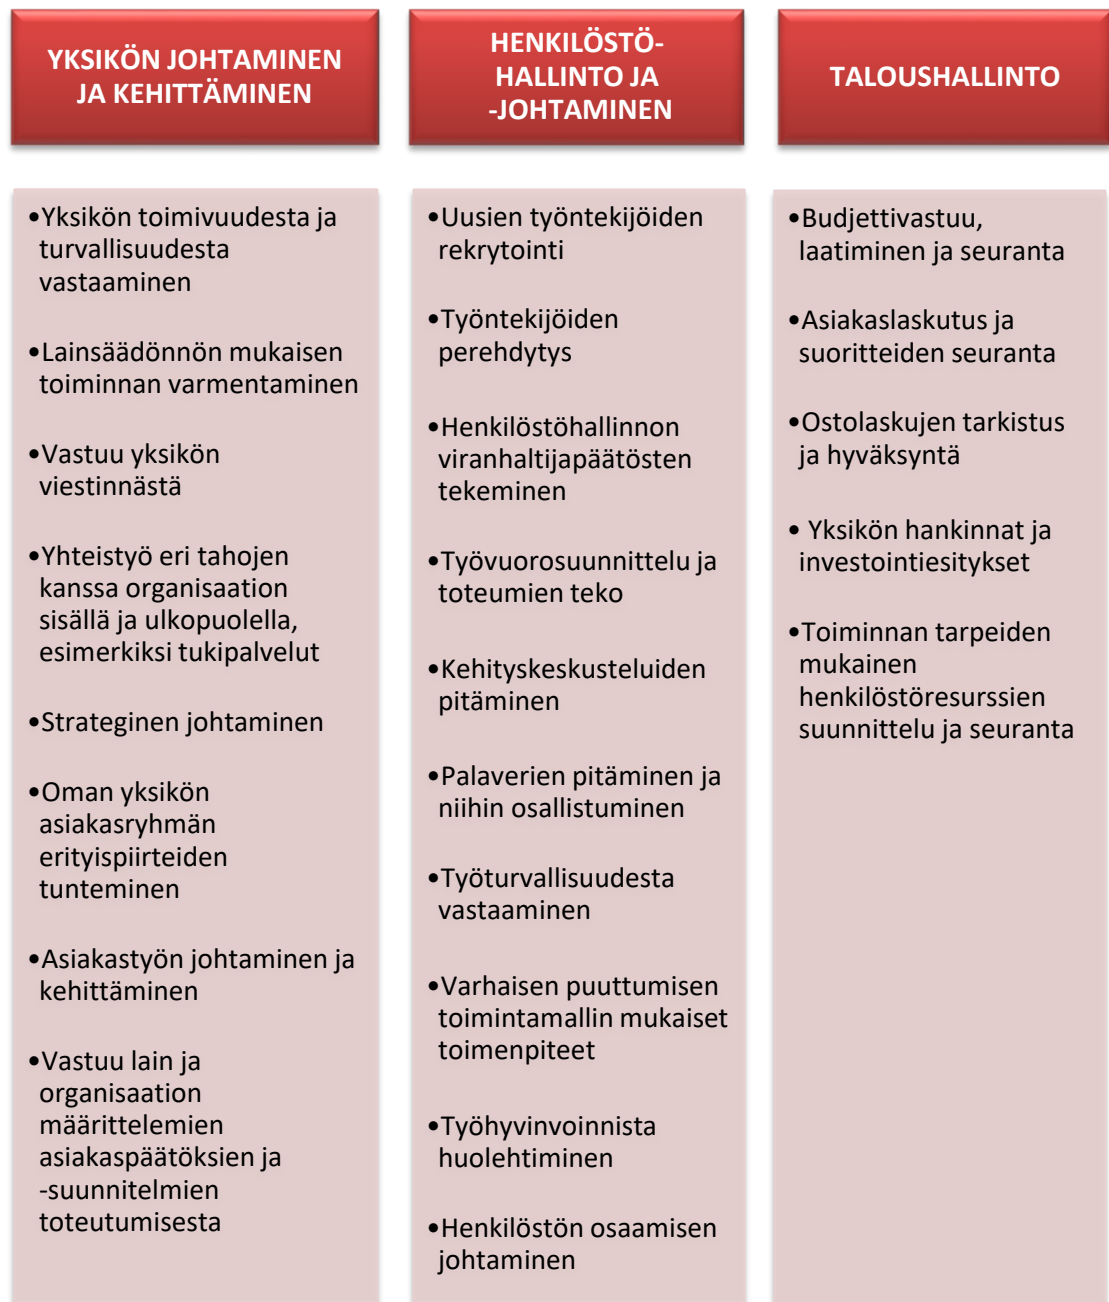 YKSIKÖN JOHTAMINEN
JA KEHITTÄMINEN
•Yksikön toimivuudesta ja
turvallisuudesta
vastaaminen
•Lainsäädönnön mukaisen
toiminnan varmentaminen
•Vastuu yksikön
viestinnästä
•Yhteistyö eri tahojen
kanssa organisaation
sisällä ja ulkopuolella,
esimerkiksi tukipalvelut
•Strateginen johtaminen
•Oman yksikön
asiakasryhmän
erityispiirteiden
tunteminen
•Asiakastyön johtaminen ja
kehittäminen
•Vastuu lain ja
organisaation
määrittelemien
asiakaspäätöksien ja
-suunnitelmien
toteutumisesta
HENKILÖSTÖ-
HALLINTO JA
-JOHTAMINEN
•Uusien työntekijöiden
rekrytointi
•Työntekijöiden
perehdytys
•Henkilöstöhallinnon
viranhaltijapäätösten
tekeminen
•Työvuorosuunnittelu ja
toteumien teko
•Kehityskeskusteluiden
pitäminen
•Palaverien pitäminen ja
niihin osallistuminen
•Työturvallisuudesta
vastaaminen
•Varhaisen puuttumisen
toimintamallin mukaiset
toimenpiteet
•Työhyvinvoinnista
huolehtiminen
•Henkilöstön osaamisen
johtaminen
TALOUSHALLINTO
•Budjettivastuu,
laatiminen ja seuranta
•Asiakaslaskutus ja
suoritteiden seuranta
•Ostolaskujen tarkistus
ja hyväksyntä
• Yksikön hankinnat ja
investointiesitykset
•Toiminnan tarpeiden
mukainen
henkilöstöresurssien
suunnittelu ja seuranta